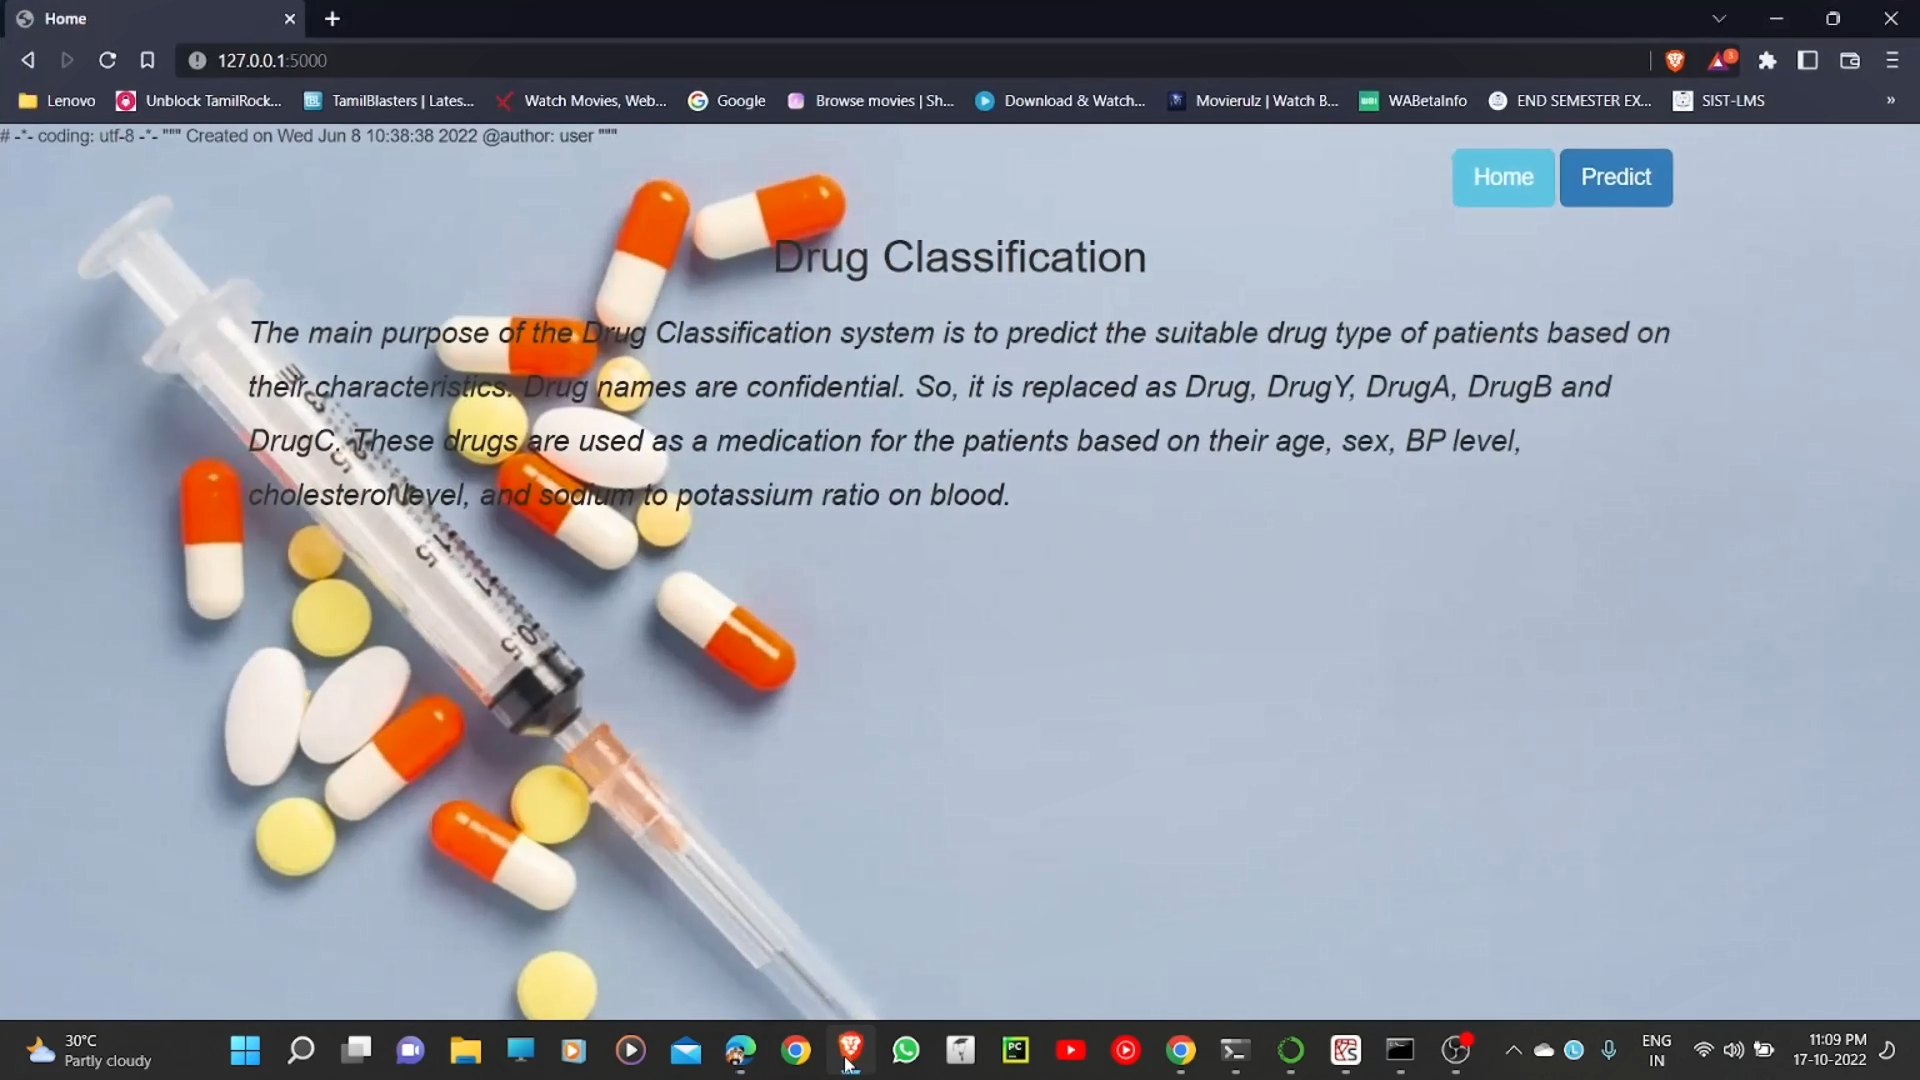 Home
127.0.0.1:5000
3
Lenovo
Unblock TamilRock...
TamilBlasters | Lates...
Watch Movies, Web...
Google
Browse movies | Sh...
Download & Watch...
Movierulz | Watch B...
WABetaInfo
END SEMESTER EX...
SIST-LMS
»
# -*- coding: utf-8 -*- """ Created on Wed Jun 8 10:38:38 2022 @author: user """
Home
Predict
Drug Classification
The main purpose of the Drug Classification system is to predict the suitable drug type of patients based on
their characteristics. Drug names are confidential. So, it is replaced as Drug, DrugY, DrugA, DrugB and
DrugC. These drugs are used as a medication for the patients based on their age, sex, BP level,
cholesterol level, and sodium to potassium ratio on blood.
30°C
Partly cloudy
PC
ENG
IN
11:09 PM
17-10-2022